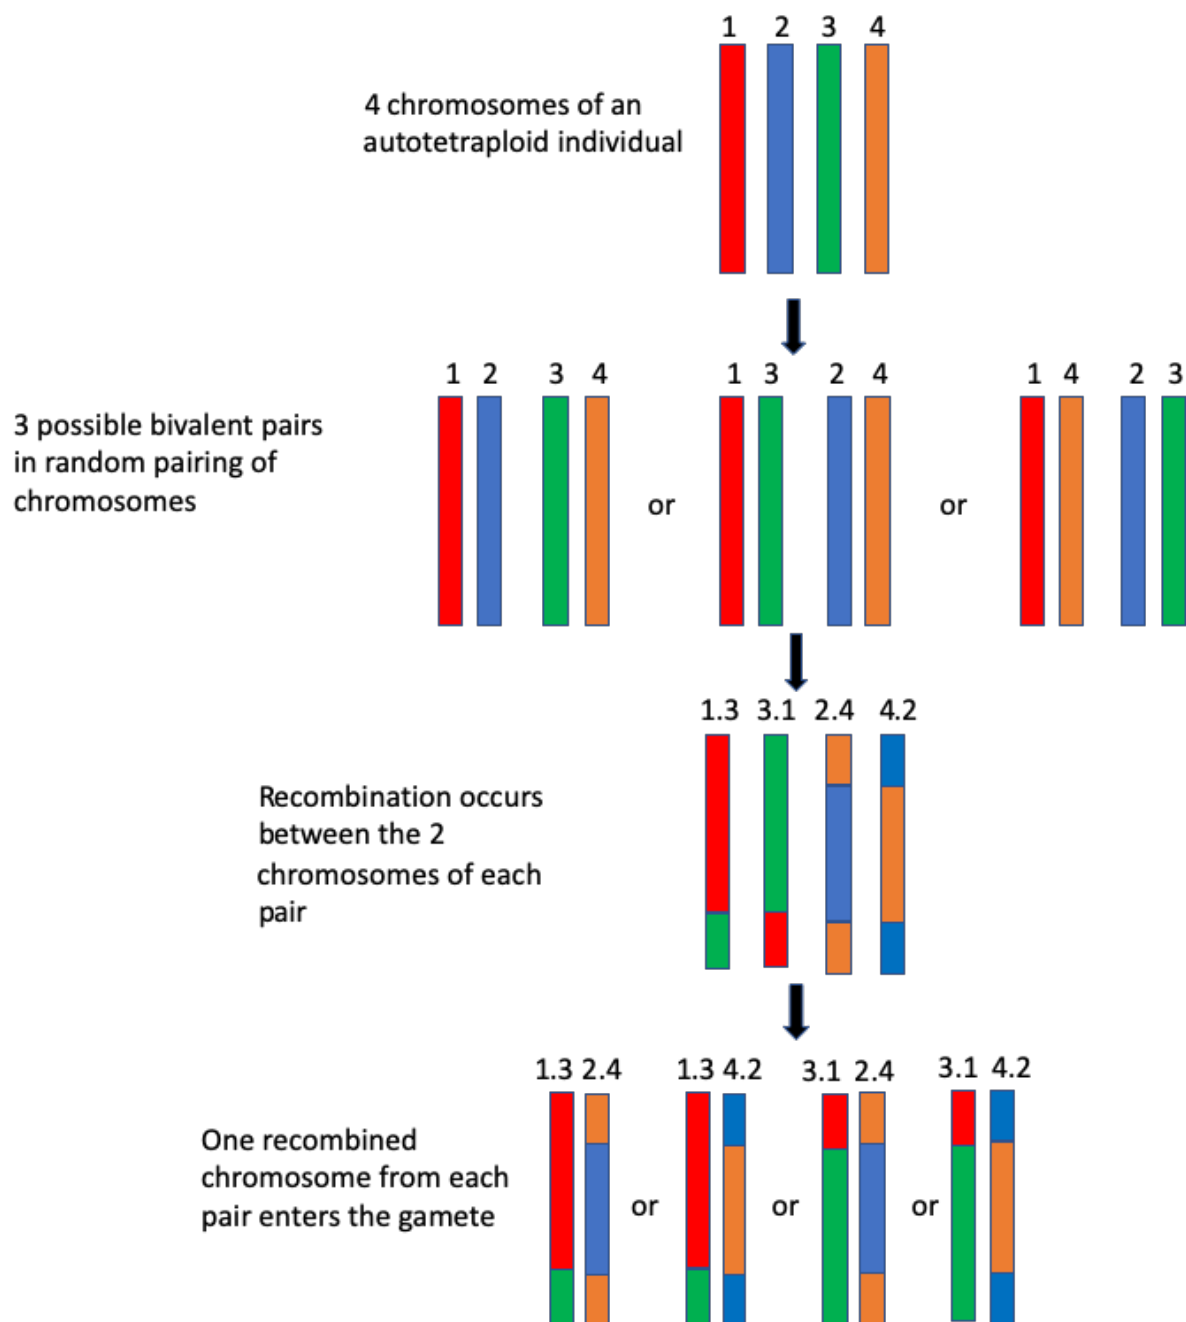 1 2 3 4
4 chromosomes of an
autotetraploid individual
1 2 3 4 1 3 2 4 1 4 2 3
3 possible bivalent pairs
in random pairing of
chromosomes
or or
1.3 3.1 2.4 4.2
Recombination occurs
between the 2
chromosomes of each
pair
1.3 2.4 1.3 4.2 3.1 2.4 3.1 4.2
One recombined
chromosome from each
pair enters the gamete
or or or